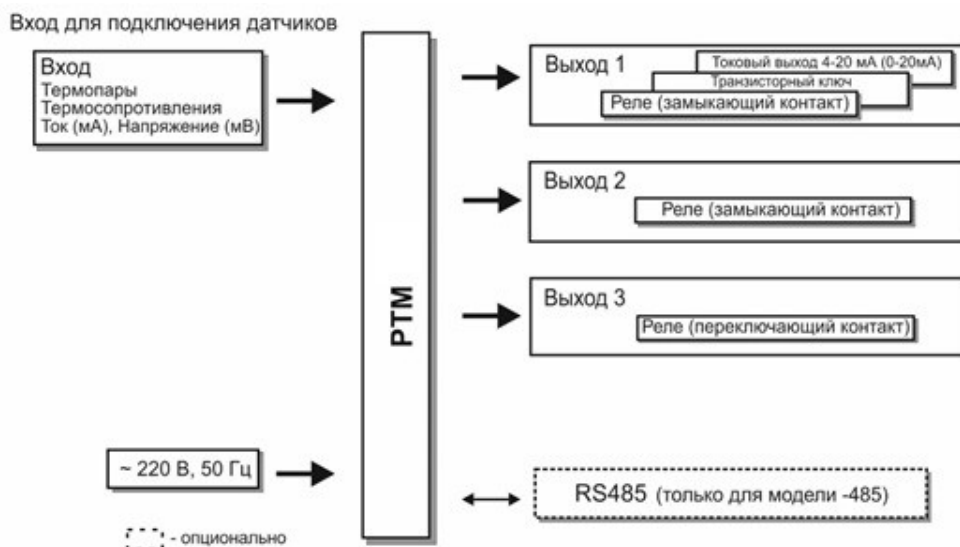 Вход для подключения датчиков
Вход
Термопары
Термосопротивления
Ток (мА), Напряжение (мВ)
~ 220 В, 50 Гц
- опционально
РТМ
Выход 1
Токовый выход 4-20 мА (0-20мА)
Транзисторный ключ
Реле (замыкающий контакт)
Выход 2
Реле (замыкающий контакт)
Выход 3
Реле (переключающий контакт)
RS485 (только для модели -485)